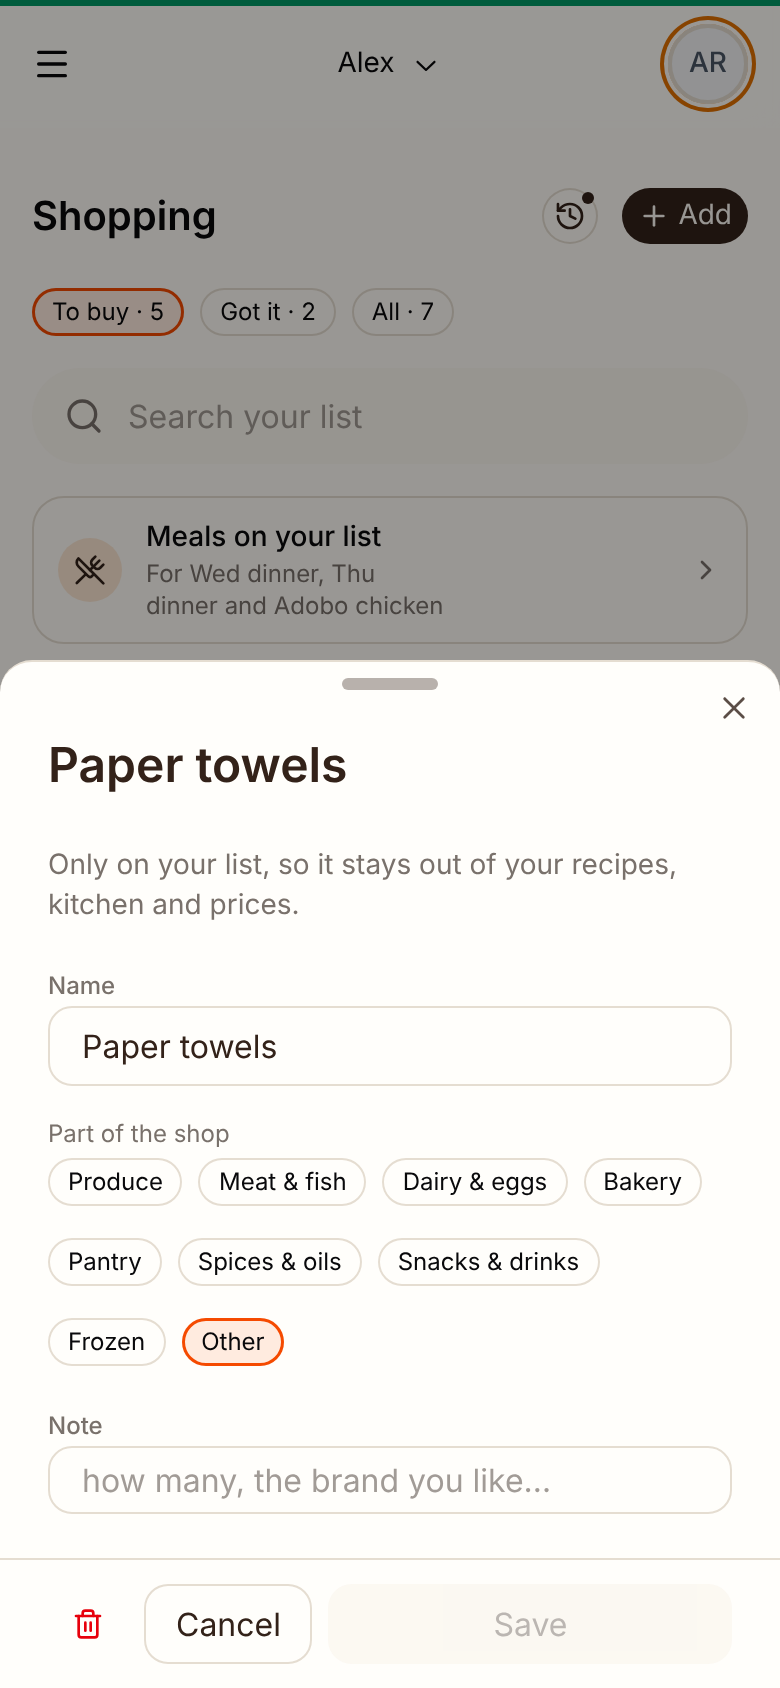 Alex
AR
Shopping
Add
To buy · 5
Got it · 2
All · 7
Search your list
Meals on your list
For Wed dinner, Thu
dinner and Adobo chicken
Paper towels
Only on your list, so it stays out of your recipes,
kitchen and prices.
Name
Paper towels
Part of the shop
Produce
Meat & fish
Dairy & eggs
Bakery
Pantry
Spices & oils
Snacks & drinks
Frozen
Other
Note
how many, the brand you like...
Cancel
Save